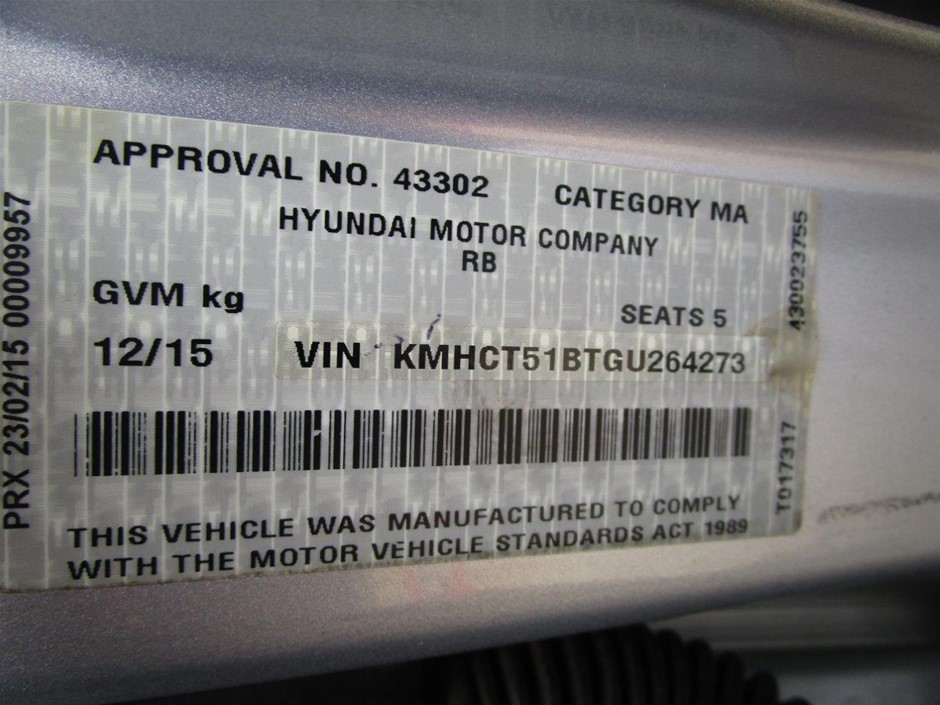 APPROVAL NO. 43302 CATEGORY MA
HYUNDAI MOTOR COMPANY
RB
GVM kg SEATS 5
12/15 VIN KMHCT51BTGU264273
THIS VEHICLE WAS MANUFACTURED TO COMPLY
WITH THE MOTOR VEHICLE STANDARDS ACT 1989
PRX 23/02/15 00009957
430023755
T017317